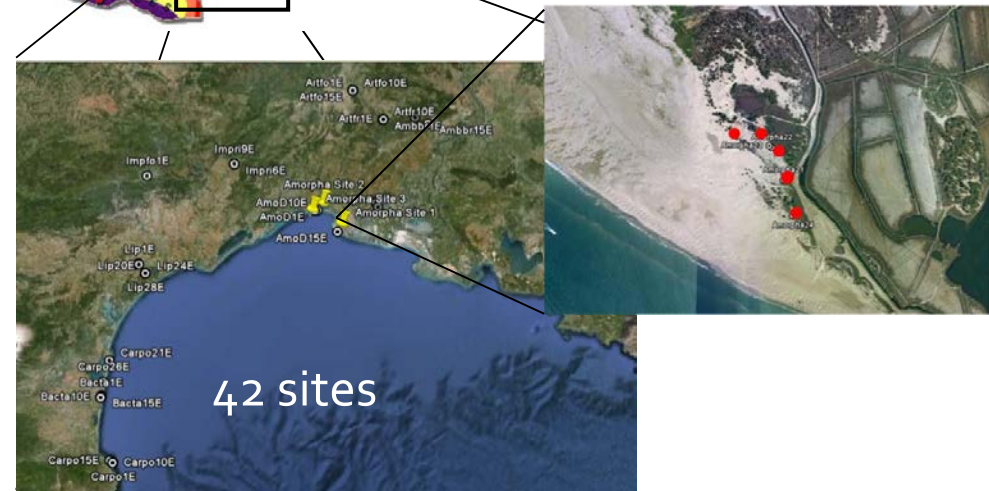 Artfo1E Artfo10E
Artfo15E
Artfr10E
Artfr1E
Ambbr15E
Impri9E
Impfo1E
Impri6E
Amorpha Site 2
AmoD10E Amorpha Site 3
AmoD1E Amorpha Site 1
AmoD15E
Lip1E
Lip20E Lip24E
Lip28E
Carpo21E
Carpo26E
Bacta1E
Bacta10E Bacta15E
42 sites
Carpo15E Carpo10E
Carpo1E
Amorpha24